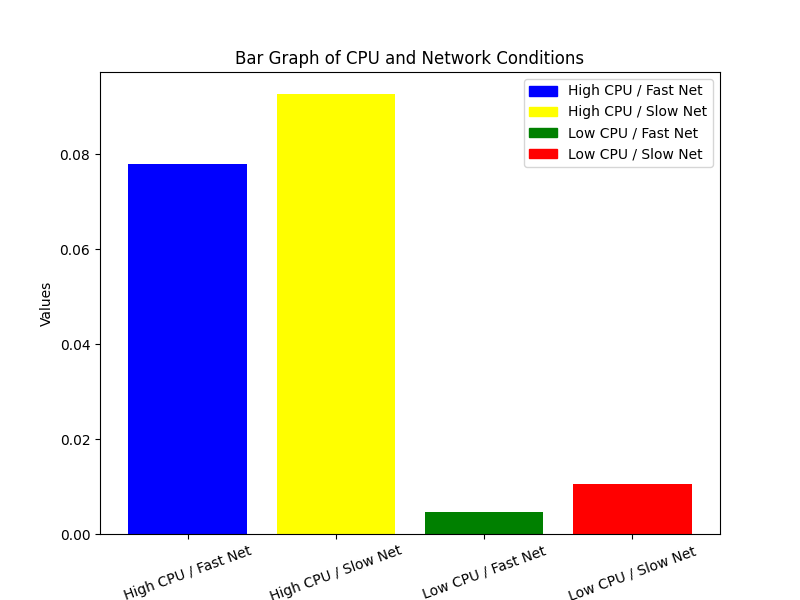 Bar Graph of CPU and Network Conditions
High CPU / Fast Net
High CPU / Slow Net
Low CPU / Fast Net
Low CPU / Slow Net
Values
0.08
0.06
0.04
0.02
0.00
High CPU / Fast Net
High CPU / Slow Net
Low CPU / Fast Net
Low CPU / Slow Net